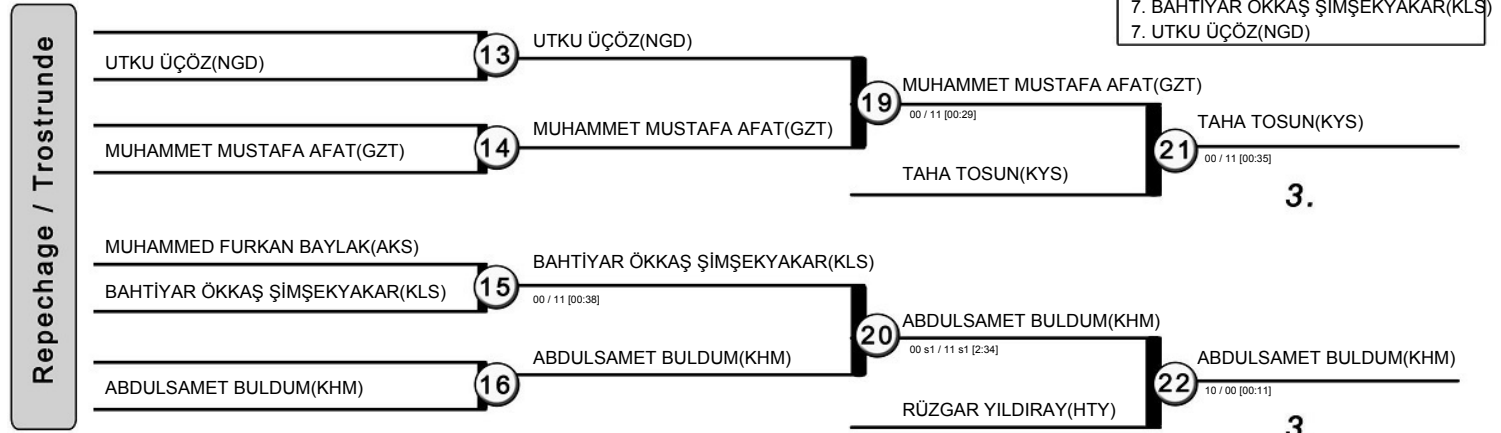 7. BAHTİYAR ÖKKAŞ ŞİMŞEKYAKAR(KLS)
7. UTKU ÜÇÖZ(NGD)
Repechage / Trostrunde
UTKU ÜÇÖZ(NGD)
13
UTKU ÜÇÖZ(NGD)
MUHAMMET MUSTAFA AFAT(GZT)
14
MUHAMMET MUSTAFA AFAT(GZT)
19
MUHAMMET MUSTAFA AFAT(GZT)
00 / 11 [00:29]
TAHA TOSUN(KYS)
21
TAHA TOSUN(KYS)
00 / 11 [00:35]
3.
MUHAMMED FURKAN BAYLAK(AKS)
BAHTİYAR ÖKKAŞ ŞİMŞEKYAKAR(KLS)
15
BAHTİYAR ÖKKAŞ ŞİMŞEKYAKAR(KLS)
00 / 11 [00:38]
ABDULSAMET BULDUM(KHM)
16
ABDULSAMET BULDUM(KHM)
20
ABDULSAMET BULDUM(KHM)
00 s1 / 11 s1 [2:34]
RÜZGAR YILDIRAY(HTY)
22
ABDULSAMET BULDUM(KHM)
10 / 00 [00:11]
3